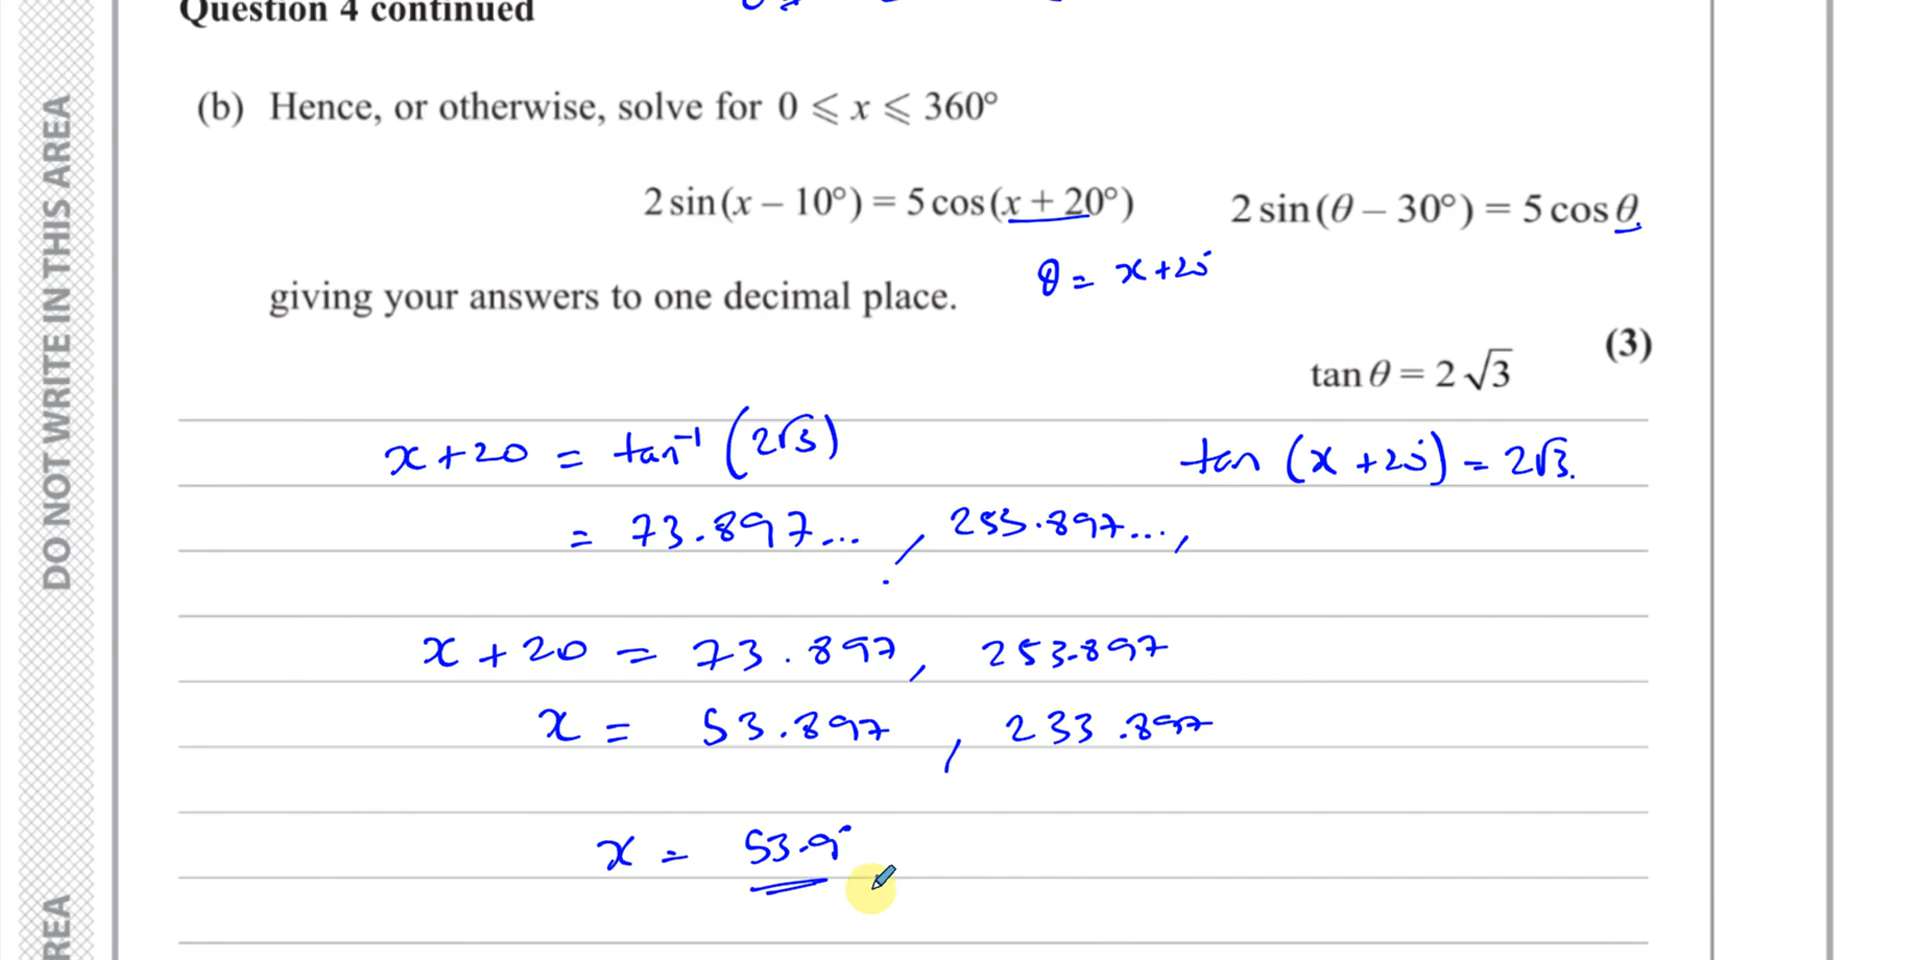 Question 4 continued
(b) Hence, or otherwise, solve for 0 ⩽ x ⩽ 360°
2 sin(x – 10°) = 5 cos(x + 20°)
2 sin(θ – 30°) = 5 cos θ
θ = x+20
giving your answers to one decimal place.
(3)
tan θ = 2√3
x+20 = tan⁻¹(2√3)
tan (x+20) = 2√3.
= 73.897... , 253.897...,
x + 20 = 73.897, 253.897
x = 53.897 , 233.897
x = 53.9°
DO NOT WRITE IN THIS AREA
REA